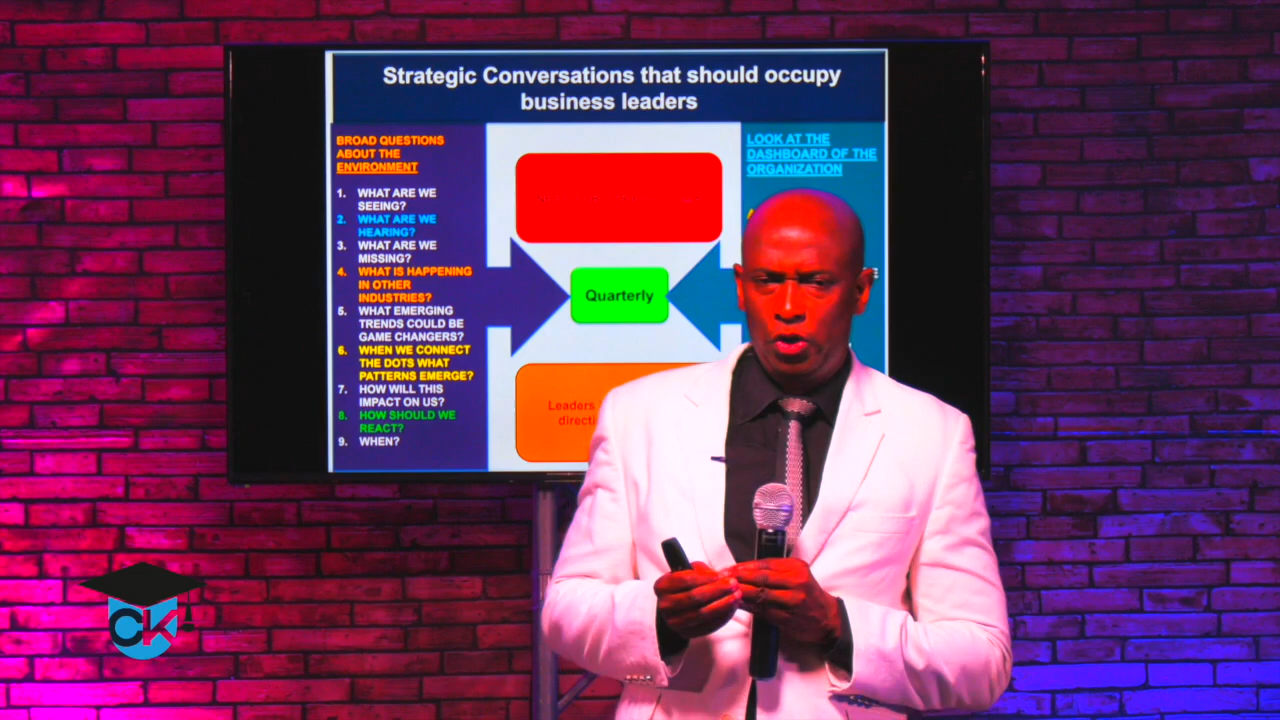 Strategic Conversations that should occupy
business leaders
BROAD QUESTIONS
ABOUT THE
ENVIRONMENT
1. WHAT ARE WE
SEEING?
2. WHAT ARE WE
HEARING?
3. WHAT ARE WE
MISSING?
4. WHAT IS HAPPENING
IN OTHER
INDUSTRIES?
5. WHAT EMERGING
TRENDS COULD BE
GAME CHANGERS?
6. WHEN WE CONNECT
THE DOTS WHAT
PATTERNS EMERGE?
7. HOW WILL THIS
IMPACT ON US?
8. HOW SHOULD WE
REACT?
9. WHEN?
Quarterly
Leaders
LOOK AT THE
DASHBOARD OF THE
ORGANIZATION
CK